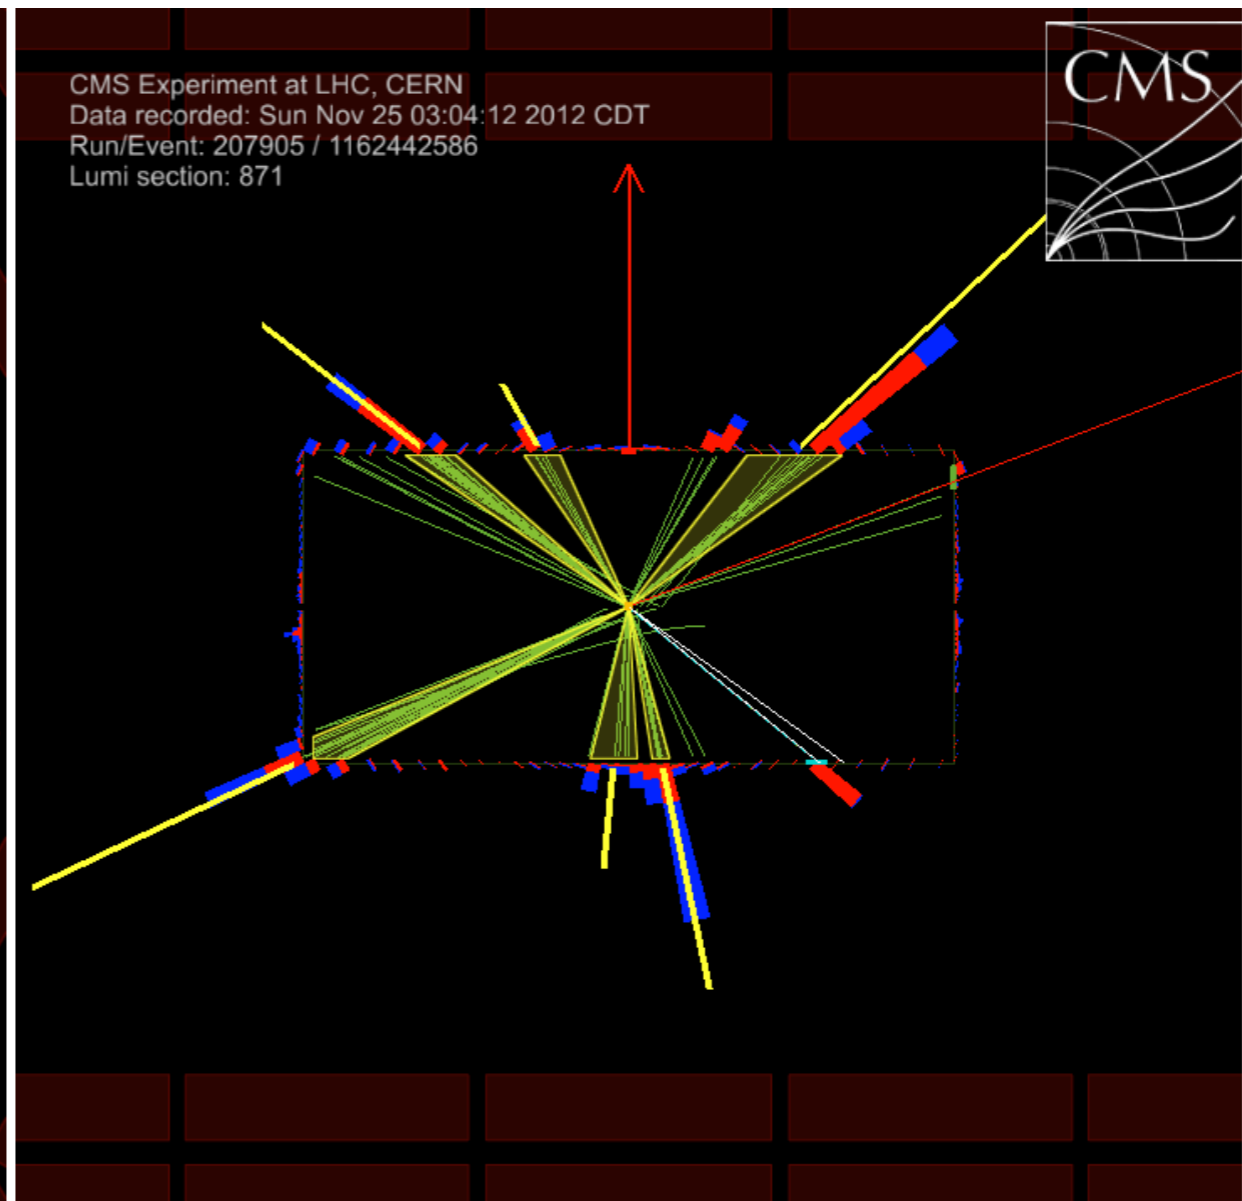 CMS Experiment at LHC, CERN
Data recorded: Sun Nov 25 03:04:12 2012 CDT
Run/Event: 207905 / 1162442586
Lumi section: 871
CMS